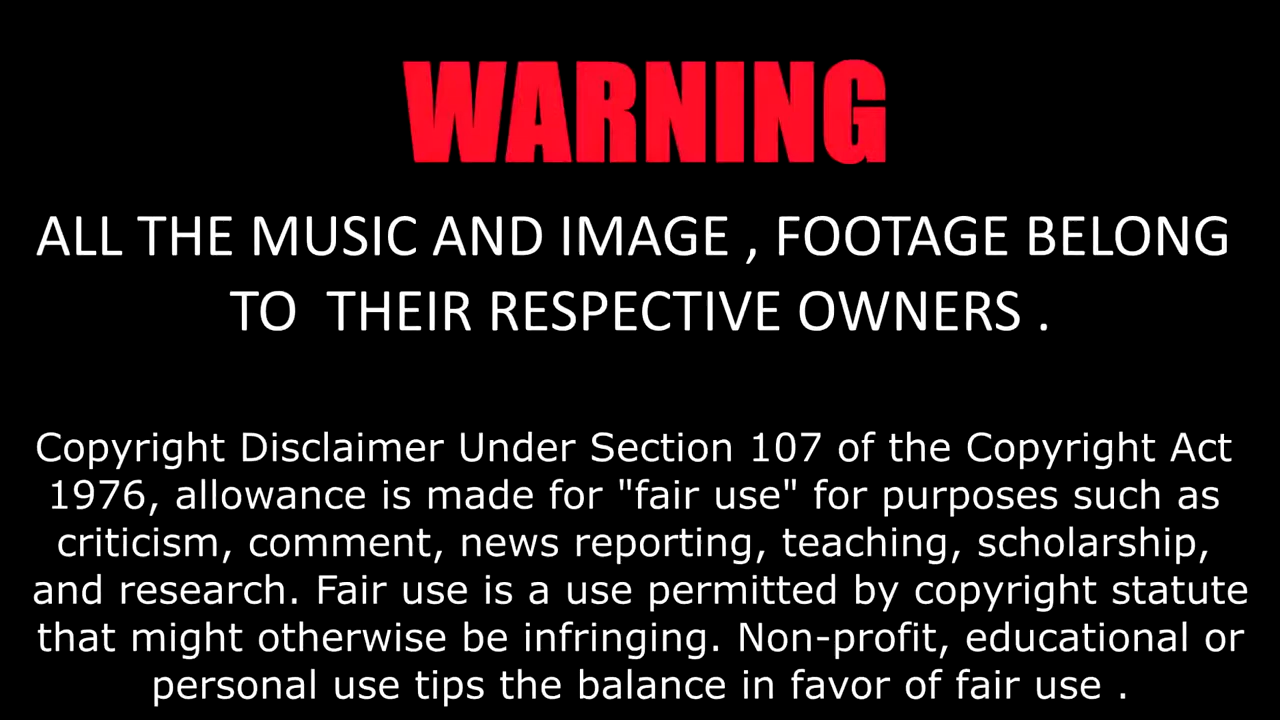 WARNING
ALL THE MUSIC AND IMAGE , FOOTAGE BELONG
TO  THEIR RESPECTIVE OWNERS .
Copyright Disclaimer Under Section 107 of the Copyright Act
1976, allowance is made for "fair use" for purposes such as
criticism, comment, news reporting, teaching, scholarship,
and research. Fair use is a use permitted by copyright statute
that might otherwise be infringing. Non-profit, educational or
personal use tips the balance in favor of fair use .